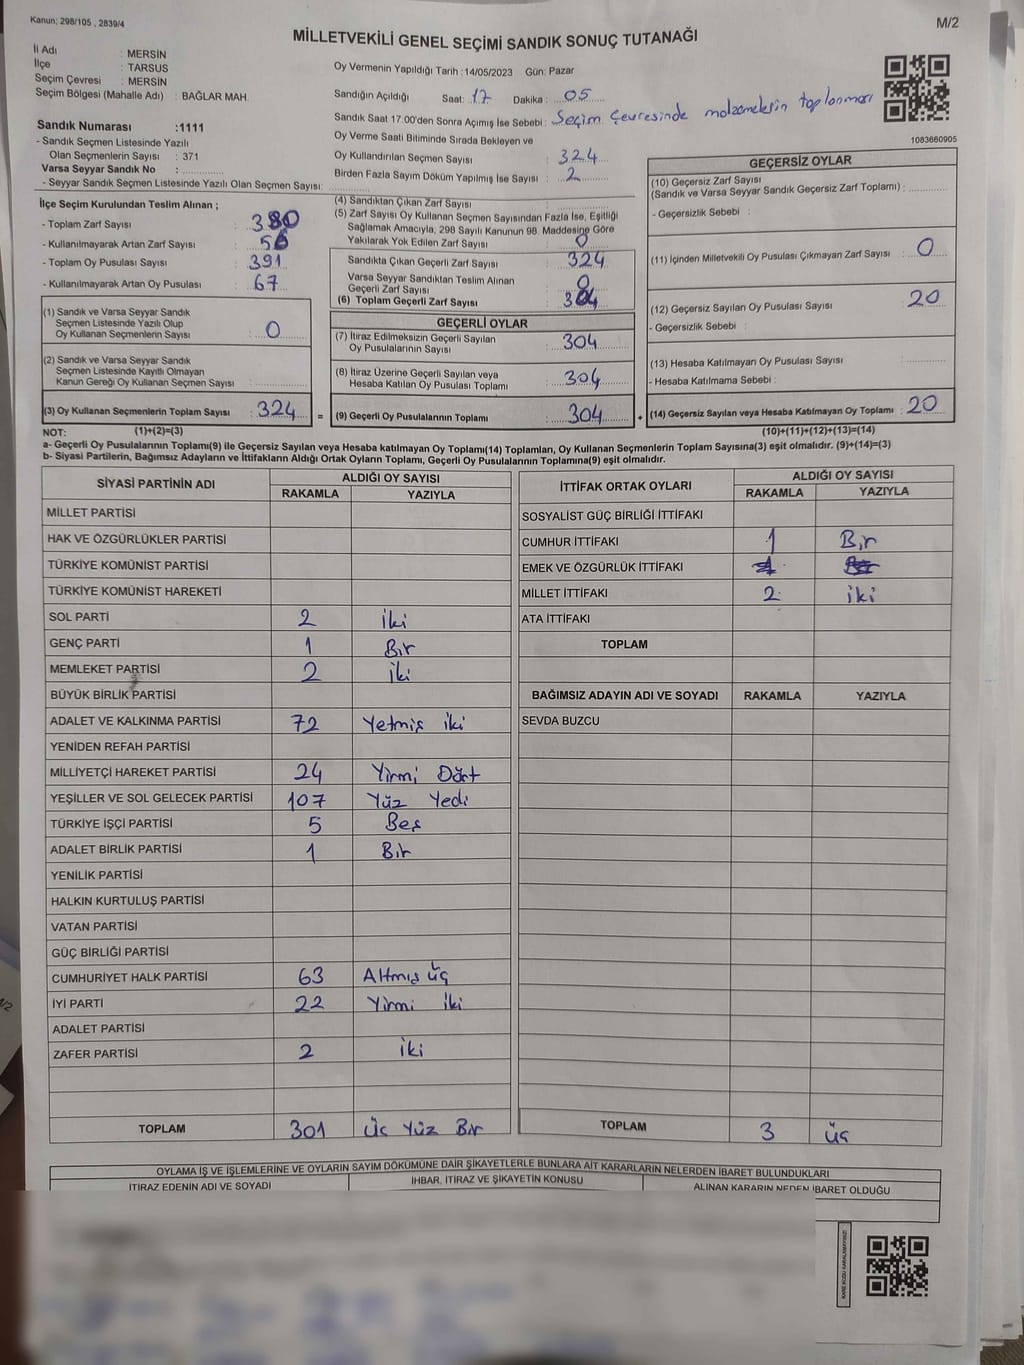 Kanun; 298/105 , 2839/4
M/2
MİLLETVEKİLİ GENEL SEÇİMİ SANDIK SONUÇ TUTANAĞI
İl Adı : MERSİN
İlçe : TARSUS
Seçim Çevresi : MERSİN
Seçim Bölgesi (Mahalle Adı) : BAĞLAR MAH.
Oy Vermenin Yapıldığı Tarih :14/05/2023 Gün: Pazar
Sandığın Açıldığı Saat: 17 Dakika: 05
Sandık Saat 17:00'den Sonra Açımış İse Sebebi : Seçim Çevresinde malzemelerin toplanması
1083660905
Sandık Numarası :1111
- Sandık Seçmen Listesinde Yazılı
Olan Seçmenlerin Sayısı : 371
Varsa Seyyar Sandık No :
- Seyyar Sandık Seçmen Listesinde Yazılı Olan Seçmen Sayısı:
Oy Verme Saati Bitiminde Sırada Bekleyen ve
Oy Kullandırılan Seçmen Sayısı : 324
Birden Fazla Sayım Döküm Yapılmış İse Sayısı : 2
İlçe Seçim Kurulundan Teslim Alınan ;
- Toplam Zarf Sayısı : 380
- Kullanılmayarak Artan Zarf Sayısı : 56
- Toplam Oy Pusulası Sayısı : 391
- Kullanılmayarak Artan Oy Pusulası : 67
(4) Sandıktan Çıkan Zarf Sayısı :
(5) Zarf Sayısı Oy Kullanan Seçmen Sayısından Fazla İse, Eşitliği
Sağlamak Amacıyla, 298 Sayılı Kanunun 98. Maddesine Göre
Yakılarak Yok Edilen Zarf Sayısı : 0
Sandıkta Çıkan Geçerli Zarf Sayısı : 324
Varsa Seyyar Sandıktan Teslim Alınan
Geçerli Zarf Sayısı : 0
(6) Toplam Geçerli Zarf Sayısı :
GEÇERSİZ OYLAR
(10) Geçersiz Zarf Sayısı
(Sandık ve Varsa Seyyar Sandık Geçersiz Zarf Toplamı) :
- Geçersizlik Sebebi :
(11) İçinden Milletvekili Oy Pusulası Çıkmayan Zarf Sayısı : 0
(12) Geçersiz Sayılan Oy Pusulası Sayısı 20
- Geçersizlik Sebebi :
(13) Hesaba Katılmayan Oy Pusulası Sayısı :
- Hesaba Katılmama Sebebi :
(14) Geçersiz Sayılan veya Hesaba Katılmayan Oy Toplamı : 20
(10)+(11)+(12)+(13)=(14)
(1) Sandık ve Varsa Seyyar Sandık
Seçmen Listesinde Yazılı Olup
Oy Kullanan Seçmenlerin Sayısı : 0
(2) Sandık ve Varsa Seyyar Sandık
Seçmen Listesinde Kayıtlı Olmayan
Kanun Gereği Oy Kullanan Seçmen Sayısı :
(3) Oy Kullanan Seçmenlerin Toplam Sayısı : 324 =
GEÇERLİ OYLAR
(7) İtiraz Edilmeksizin Geçerli Sayılan
Oy Pusulalarının Sayısı : 304
(8) İtiraz Üzerine Geçerli Sayılan veya
Hesaba Katılan Oy Pusulası Toplamı : 304
(9) Geçerli Oy Pusulalarının Toplamı : 304 +
NOT: (1)+(2)=(3)
a- Geçerli Oy Pusulalarının Toplamı(9) ile Geçersiz Sayılan veya Hesaba katılmayan Oy Toplamı(14) Toplamları, Oy Kullanan Seçmenlerin Toplam Sayısına(3) eşit olmalıdır. (9)+(14)=(3)
b- Siyasi Partilerin, Bağımsız Adayların ve İttifakların Aldığı Ortak Oyların Toplamı, Geçerli Oy Pusulalarının Toplamına(9) eşit olmalıdır.
SİYASİ PARTİNİN ADI ALDIĞI OY SAYISI
RAKAMLA YAZIYLA
MİLLET PARTİSİ
HAK VE ÖZGÜRLÜKLER PARTİSİ
TÜRKİYE KOMÜNİST PARTİSİ
TÜRKİYE KOMÜNİST HAREKETİ
SOL PARTİ 2 iki
GENÇ PARTİ 1 Bir
MEMLEKET PARTİSİ 2 iki
BÜYÜK BİRLİK PARTİSİ
ADALET VE KALKINMA PARTİSİ 72 Yetmiş iki
YENİDEN REFAH PARTİSİ
MİLLİYETÇİ HAREKET PARTİSİ 24 Yirmi Dört
YEŞİLLER VE SOL GELECEK PARTİSİ 107 Yüz Yedi
TÜRKİYE İŞÇİ PARTİSİ 5 Beş
ADALET BİRLİK PARTİSİ 1 Bir
YENİLİK PARTİSİ
HALKIN KURTULUŞ PARTİSİ
VATAN PARTİSİ
GÜÇ BİRLİĞİ PARTİSİ
CUMHURİYET HALK PARTİSİ 63 Altmış üç
İYİ PARTİ 22 Yirmi iki
ADALET PARTİSİ
ZAFER PARTİSİ 2 iki
TOPLAM 301 Üç Yüz Bir
İTTİFAK ORTAK OYLARI ALDIĞI OY SAYISI
RAKAMLA YAZIYLA
SOSYALİST GÜÇ BİRLİĞİ İTTİFAKI
CUMHUR İTTİFAKI 1 Bir
EMEK VE ÖZGÜRLÜK İTTİFAKI
MİLLET İTTİFAKI 2 iki
ATA İTTİFAKI
TOPLAM
BAĞIMSIZ ADAYIN ADI VE SOYADI RAKAMLA YAZIYLA
SEVDA BUZCU
TOPLAM 3 üç
OYLAMA İŞ VE İŞLEMLERİNE VE OYLARIN SAYIM DÖKÜMÜNE DAİR ŞİKAYETLERLE BUNLARA AİT KARARLARIN NELERDEN İBARET BULUNDUKLARI
İTİRAZ EDENİN ADI VE SOYADI İHBAR, İTİRAZ VE ŞİKAYETİN KONUSU ALINAN KARARIN NEDEN İBARET OLDUĞU
KARE KODU KARALAMAYINIZ!